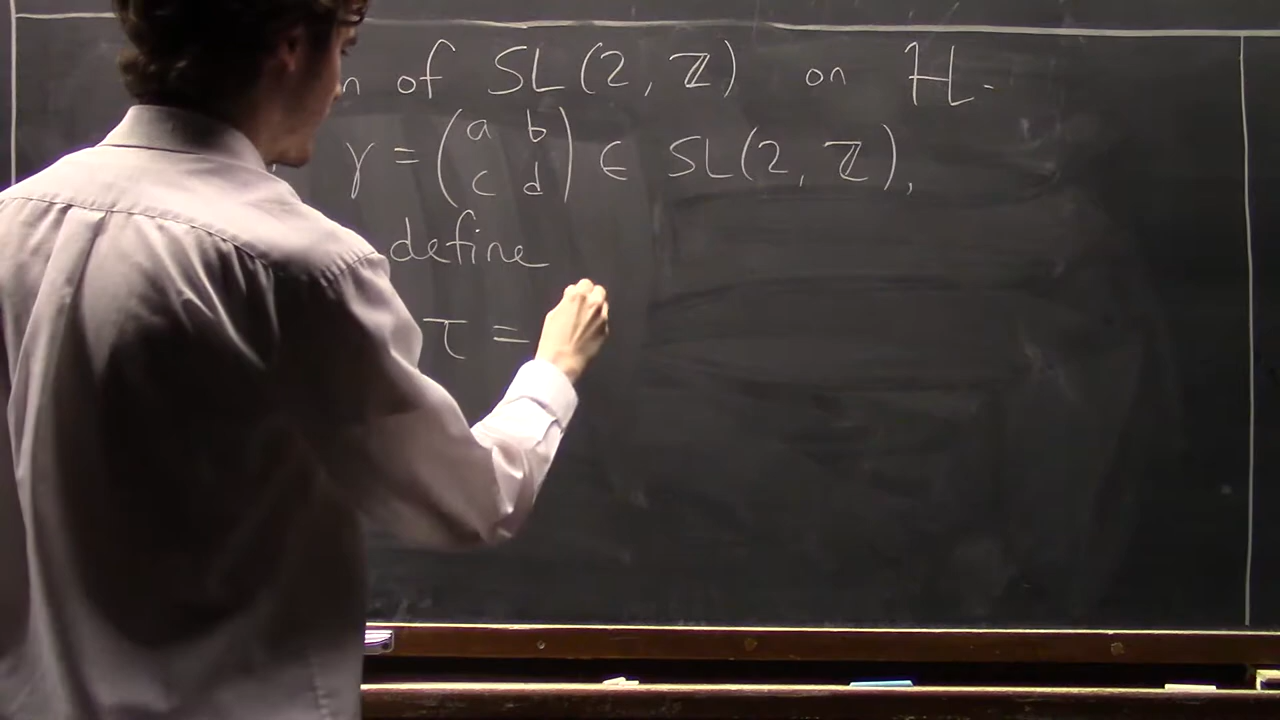 n of SL(2, ℤ) on H.
γ = (a b
c d) ∈ SL(2, ℤ),
define
τ =